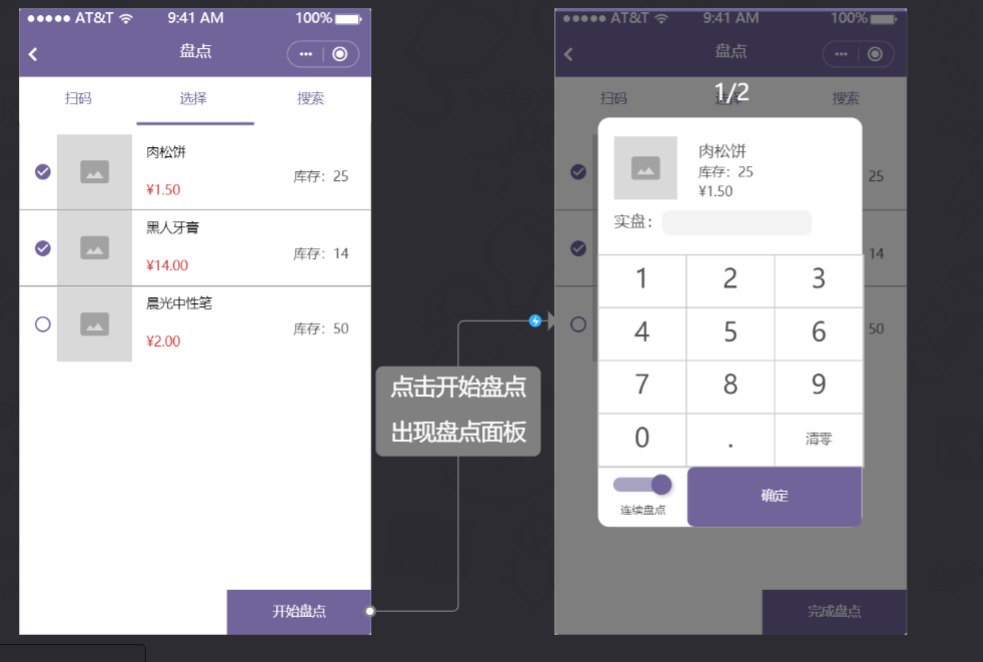 AT&T 9:41 AM 100%
盘点
扫码 选择 搜索
肉松饼
库存：25
¥1.50
黑人牙膏
库存：14
¥14.00
晨光中性笔
库存：50
¥2.00
开始盘点
点击开始盘点
出现盘点面板
AT&T 9:41 AM 100%
盘点
1/2
扫码 选择 搜索
肉松饼
库存：25
¥1.50
实盘：
25
14
50
1 2 3
4 5 6
7 8 9
0 . 清零
连续盘点
确定
完成盘点